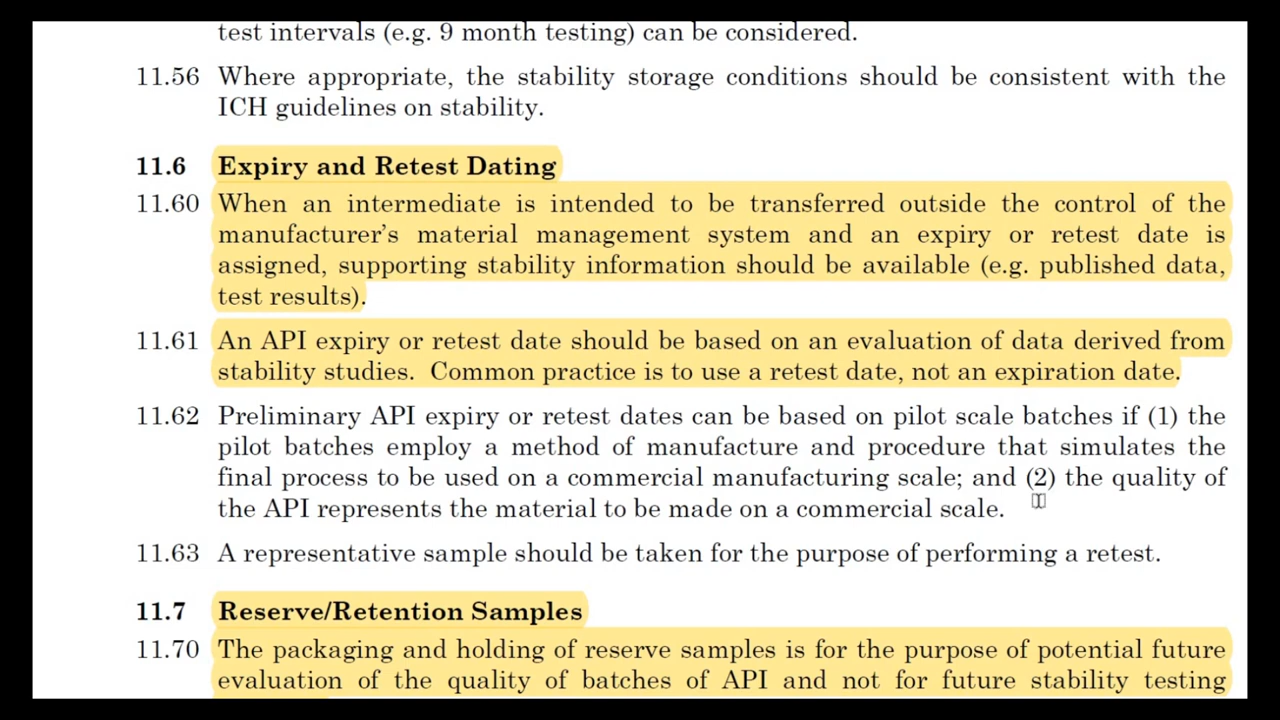 test intervals (e.g. 9 month testing) can be considered.
11.56 Where appropriate, the stability storage conditions should be consistent with the
ICH guidelines on stability.
11.6 Expiry and Retest Dating
11.60 When an intermediate is intended to be transferred outside the control of the
manufacturer's material management system and an expiry or retest date is
assigned, supporting stability information should be available (e.g. published data,
test results).
11.61 An API expiry or retest date should be based on an evaluation of data derived from
stability studies. Common practice is to use a retest date, not an expiration date.
11.62 Preliminary API expiry or retest dates can be based on pilot scale batches if (1) the
pilot batches employ a method of manufacture and procedure that simulates the
final process to be used on a commercial manufacturing scale; and (2) the quality of
the API represents the material to be made on a commercial scale.
11.63 A representative sample should be taken for the purpose of performing a retest.
11.7 Reserve/Retention Samples
11.70 The packaging and holding of reserve samples is for the purpose of potential future
evaluation of the quality of batches of API and not for future stability testing